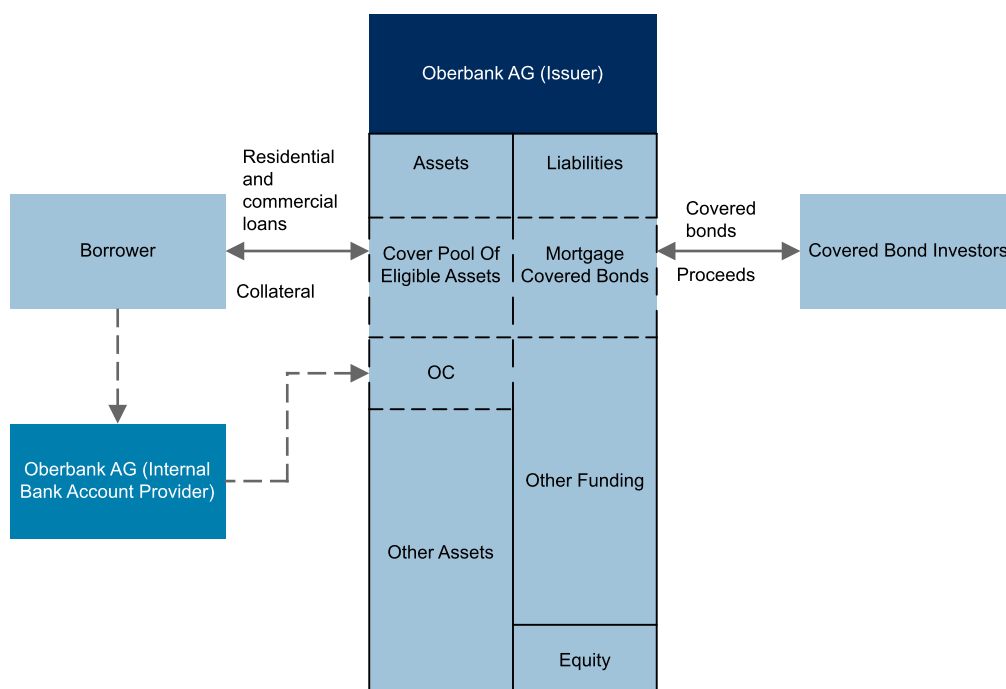 Oberbank AG (Issuer)
Assets
Liabilities
Residential
and
commercial
loans
Borrower
Collateral
Cover Pool Of
Eligible Assets
Mortgage
Covered Bonds
Covered
bonds
Proceeds
Covered Bond Investors
OC
Oberbank AG (Internal
Bank Account Provider)
Other Funding
Other Assets
Equity